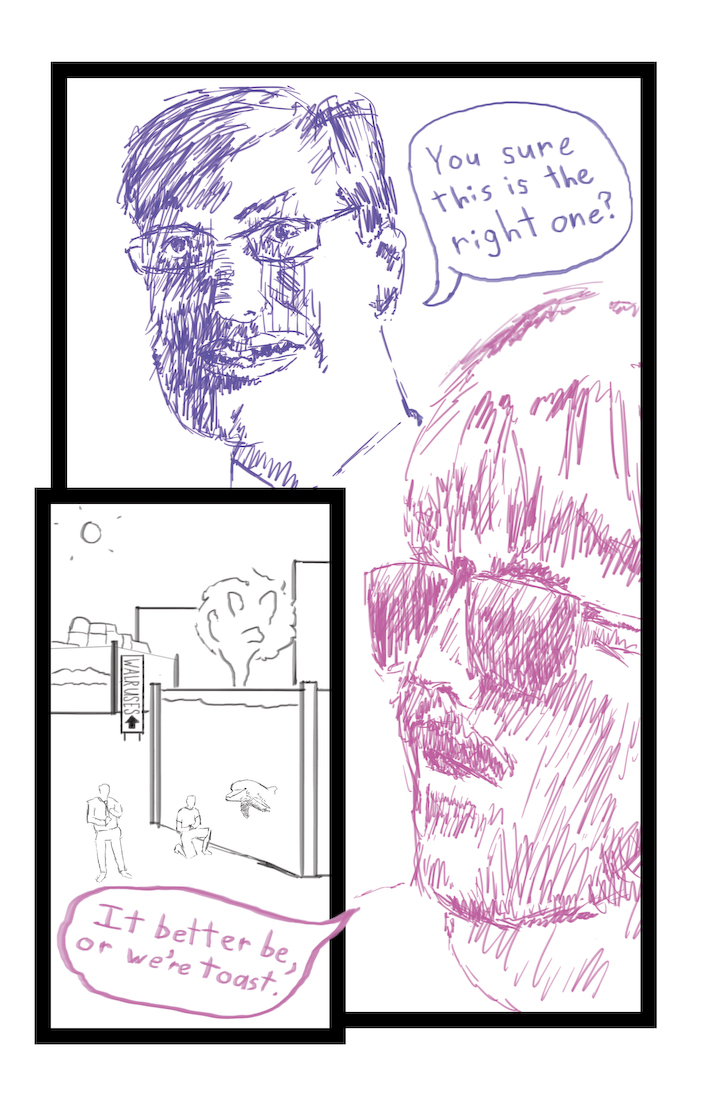 You sure
this is the
right one?
WALRUSES
It better be,
or we're toast.